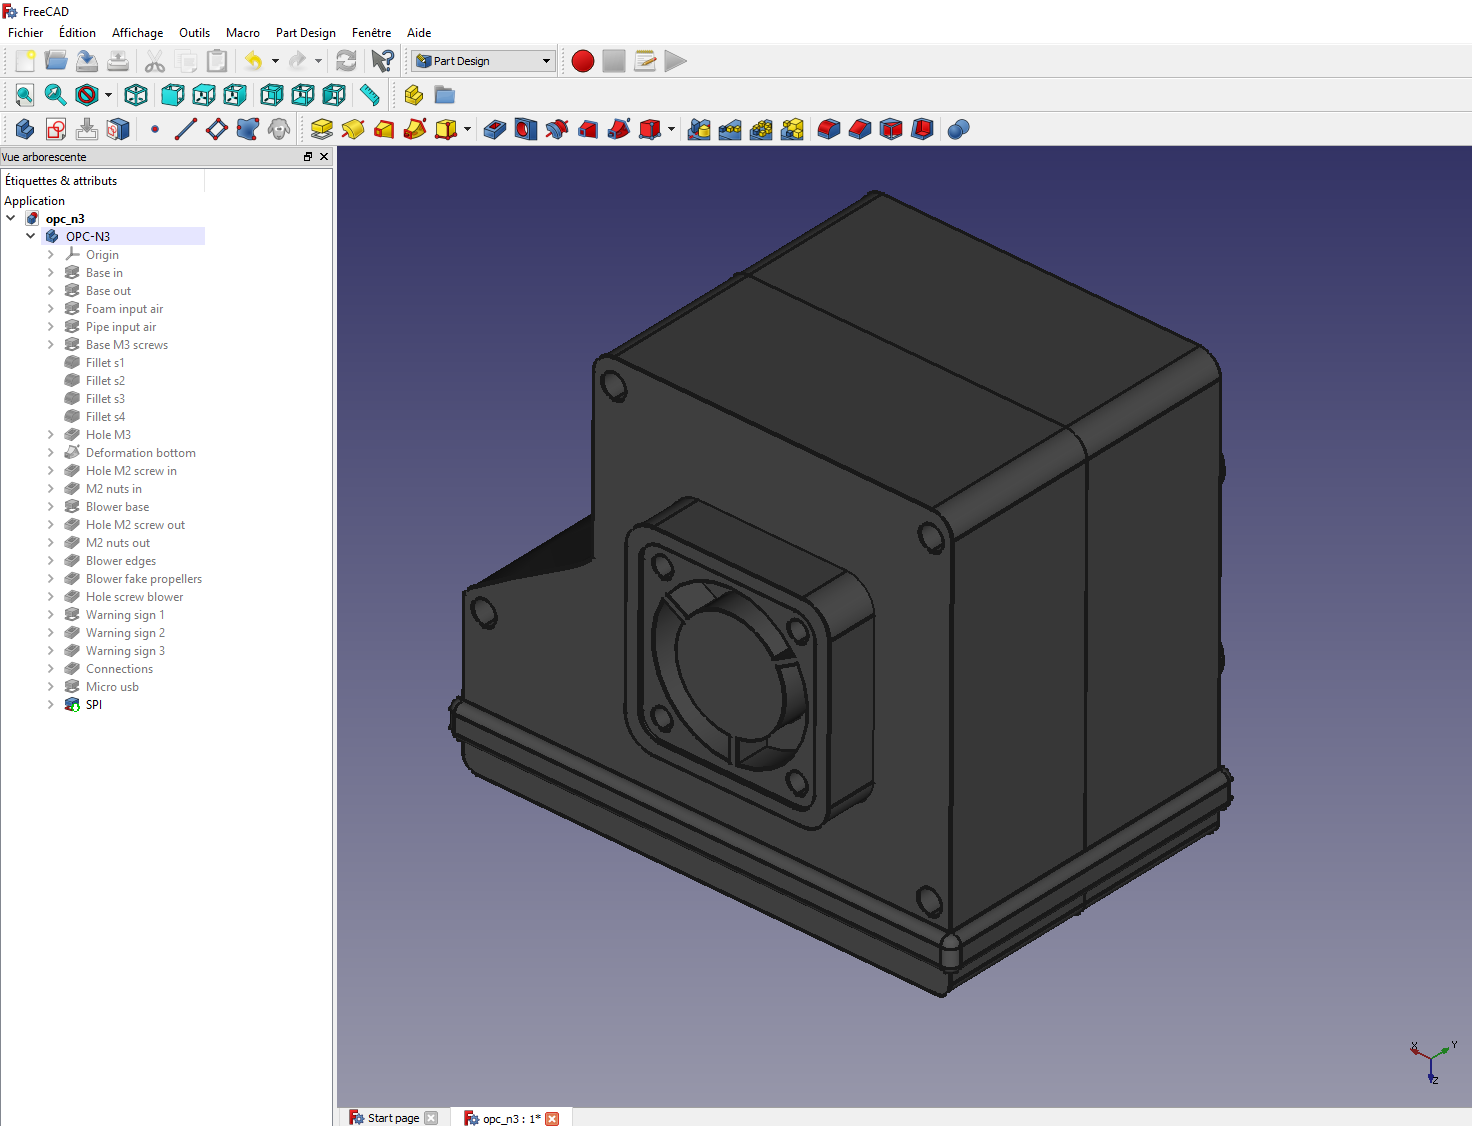 FreeCAD
Fichier Édition Affichage Outils Macro Part Design Fenêtre Aide
Part Design
Vue arborescente
Étiquettes & attributs
Application
opc_n3
OPC-N3
Origin
Base in
Base out
Foam input air
Pipe input air
Base M3 screws
Fillet s1
Fillet s2
Fillet s3
Fillet s4
Hole M3
Deformation bottom
Hole M2 screw in
M2 nuts in
Blower base
Hole M2 screw out
M2 nuts out
Blower edges
Blower fake propellers
Hole screw blower
Warning sign 1
Warning sign 2
Warning sign 3
Connections
Micro usb
SPI
X Y
Z
Start page opc_n3 : 1*